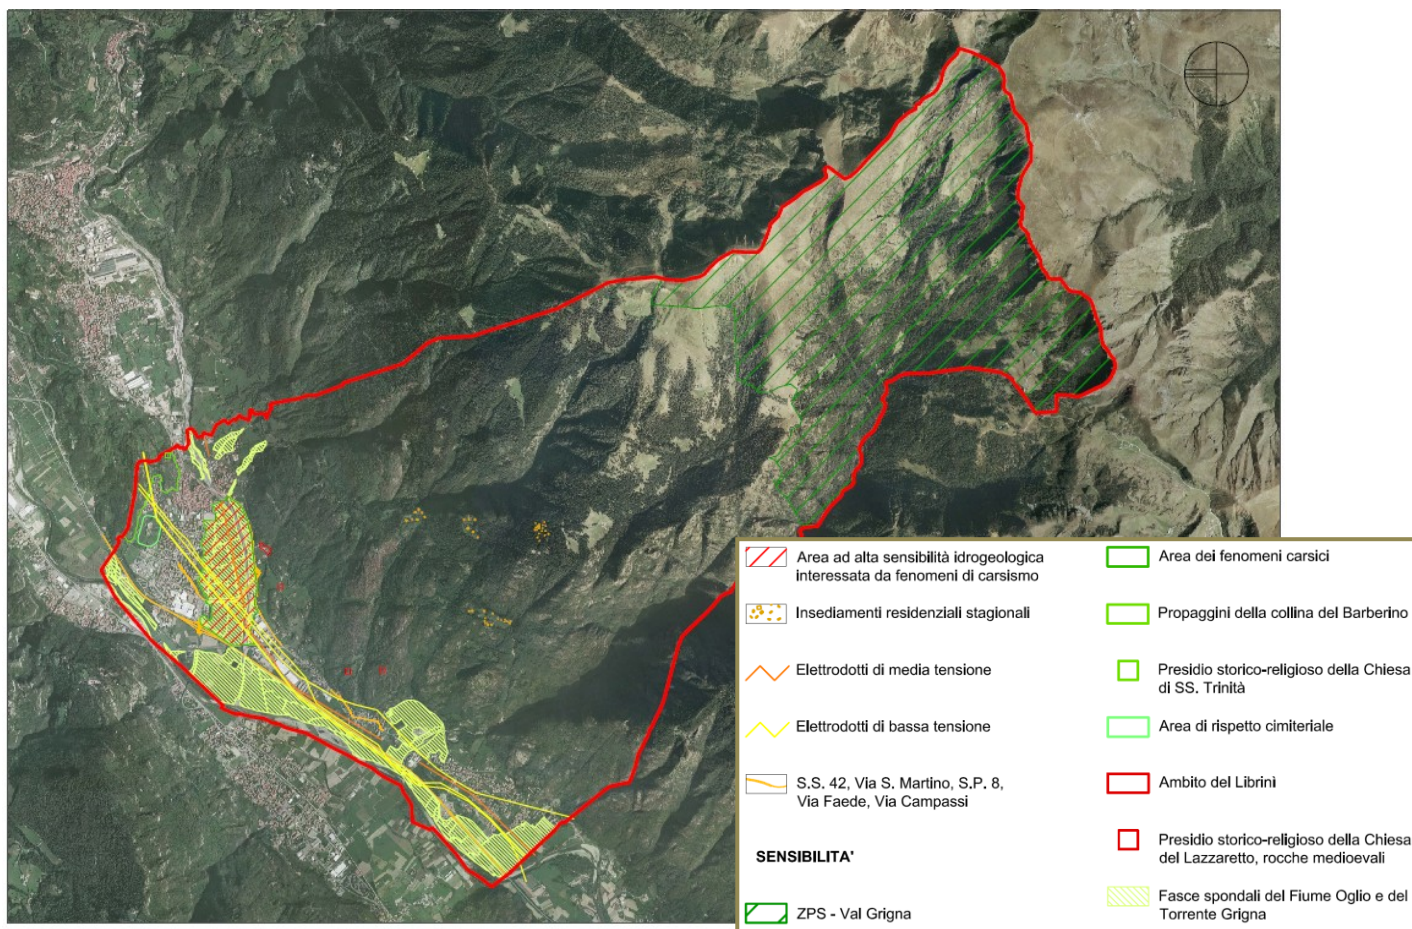 Area ad alta sensibilità idrogeologica
interessata da fenomeni di carsismo
Insediamenti residenziali stagionali
Elettrodotti di media tensione
Elettrodotti di bassa tensione
S.S. 42, Via S. Martino, S.P. 8,
Via Faede, Via Campassi
SENSIBILITA'
ZPS - Val Grigna
Area dei fenomeni carsici
Propaggini della collina del Barberino
Presidio storico-religioso della Chiesa
di SS. Trinità
Area di rispetto cimiteriale
Ambito del Librinì
Presidio storico-religioso della Chiesa
del Lazzaretto, rocche medioevali
Fasce spondali del Fiume Oglio e del
Torrente Grigna